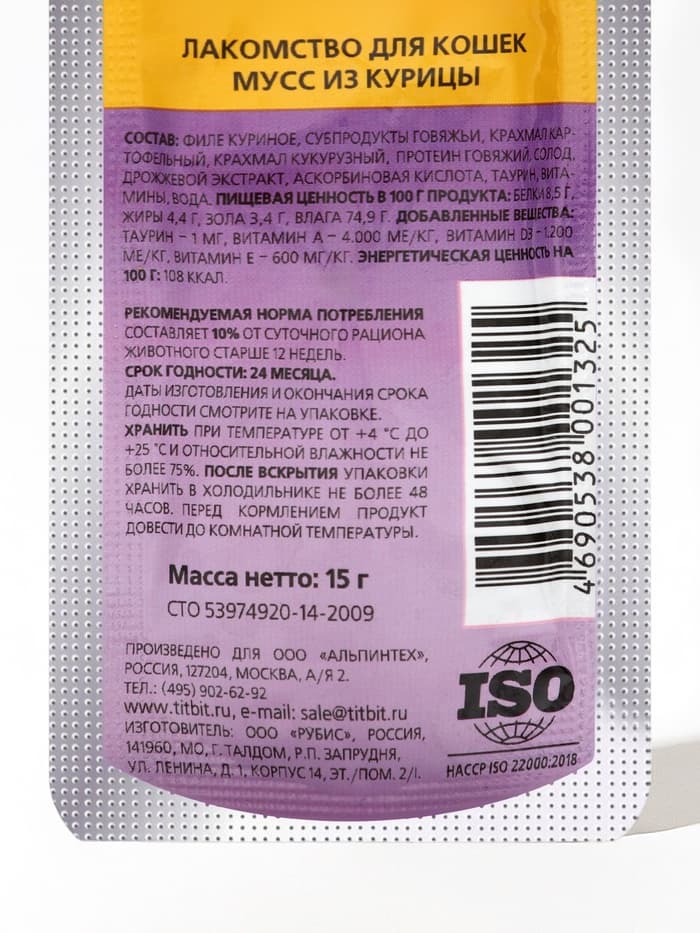 ЛАКОМСТВО ДЛЯ КОШЕК
МУСС ИЗ КУРИЦЫ
СОСТАВ: ФИЛЕ КУРИНОЕ, СУБПРОДУКТЫ ГОВЯЖЬИ, КРАХМАЛ КАР-
ТОФЕЛЬНЫЙ, КРАХМАЛ КУКУРУЗНЫЙ, ПРОТЕИН ГОВЯЖИЙ, СОЛОД,
ДРОЖЖЕВОЙ ЭКСТРАКТ, АСКОРБИНОВАЯ КИСЛОТА, ТАУРИН, ВИТА-
МИНЫ, ВОДА. ПИЩЕВАЯ ЦЕННОСТЬ В 100 Г ПРОДУКТА: БЕЛКИ 8,5 Г,
ЖИРЫ 4,4 Г, ЗОЛА 3,4 Г, ВЛАГА 74,9 Г. ДОБАВЛЕННЫЕ ВЕЩЕСТВА:
ТАУРИН – 1 МГ, ВИТАМИН А – 4.000 МЕ/КГ, ВИТАМИН D3 – 1.200
МЕ/КГ, ВИТАМИН Е – 600 МГ/КГ. ЭНЕРГЕТИЧЕСКАЯ ЦЕННОСТЬ НА
100 Г: 108 ККАЛ.
РЕКОМЕНДУЕМАЯ НОРМА ПОТРЕБЛЕНИЯ
СОСТАВЛЯЕТ 10% ОТ СУТОЧНОГО РАЦИОНА
ЖИВОТНОГО СТАРШЕ 12 НЕДЕЛЬ.
СРОК ГОДНОСТИ: 24 МЕСЯЦА.
ДАТЫ ИЗГОТОВЛЕНИЯ И ОКОНЧАНИЯ СРОКА
ГОДНОСТИ СМОТРИТЕ НА УПАКОВКЕ.
ХРАНИТЬ ПРИ ТЕМПЕРАТУРЕ ОТ +4 °С ДО
+25 °С И ОТНОСИТЕЛЬНОЙ ВЛАЖНОСТИ НЕ
БОЛЕЕ 75%. ПОСЛЕ ВСКРЫТИЯ УПАКОВКИ
ХРАНИТЬ В ХОЛОДИЛЬНИКЕ НЕ БОЛЕЕ 48
ЧАСОВ. ПЕРЕД КОРМЛЕНИЕМ ПРОДУКТ
ДОВЕСТИ ДО КОМНАТНОЙ ТЕМПЕРАТУРЫ.
4 690538 001325
Масса нетто: 15 г
СТО 53974920-14-2009
ПРОИЗВЕДЕНО ДЛЯ ООО «АЛЬПИНТЕХ»,
РОССИЯ, 127204, МОСКВА, А/Я 2.
ТЕЛ.: (495) 902-62-92
www.titbit.ru, e-mail: sale@titbit.ru
ИЗГОТОВИТЕЛЬ: ООО «РУБИС», РОССИЯ,
141960, МО, Г. ТАЛДОМ, Р.П. ЗАПРУДНЯ,
УЛ. ЛЕНИНА, Д. 1, КОРПУС 14, ЭТ./ПОМ. 2/I.
ISO
HACCP ISO 22000:2018